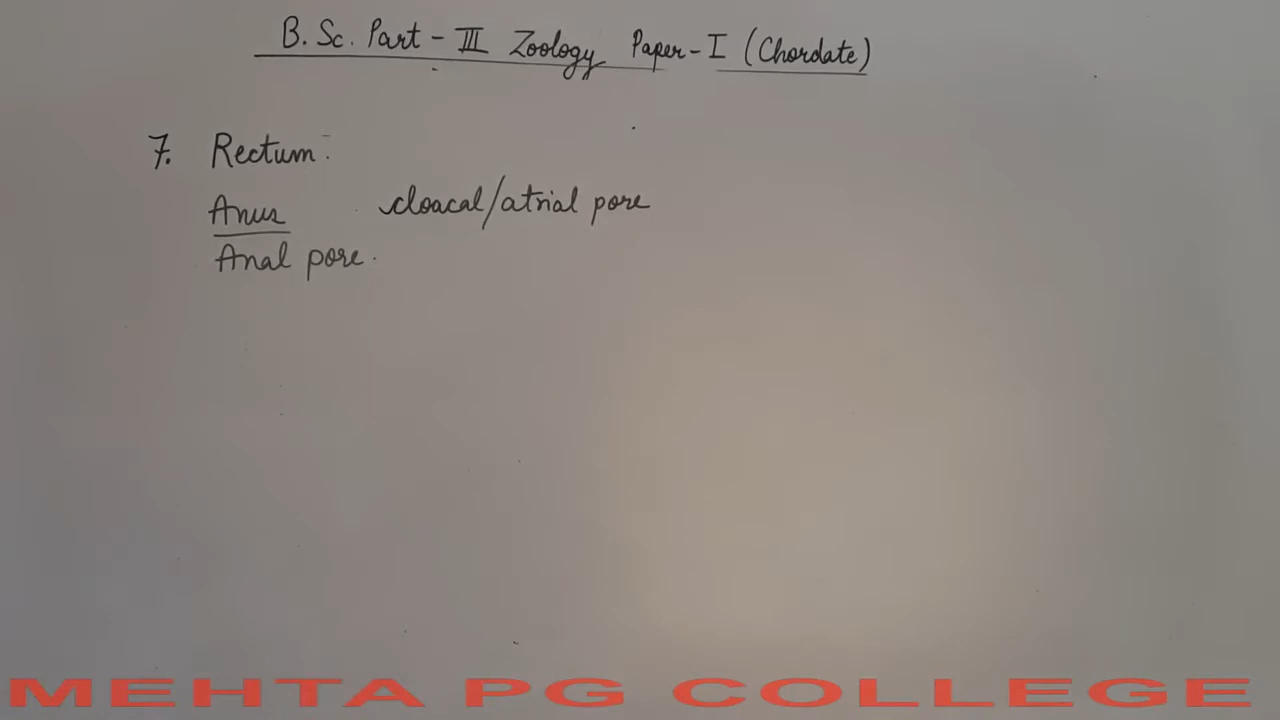 B. Sc. Part - III Zoology Paper - I (Chordate)
7. Rectum :
Anus cloacal/atrial pore
Anal pore.
MEHTA PG COLLEGE